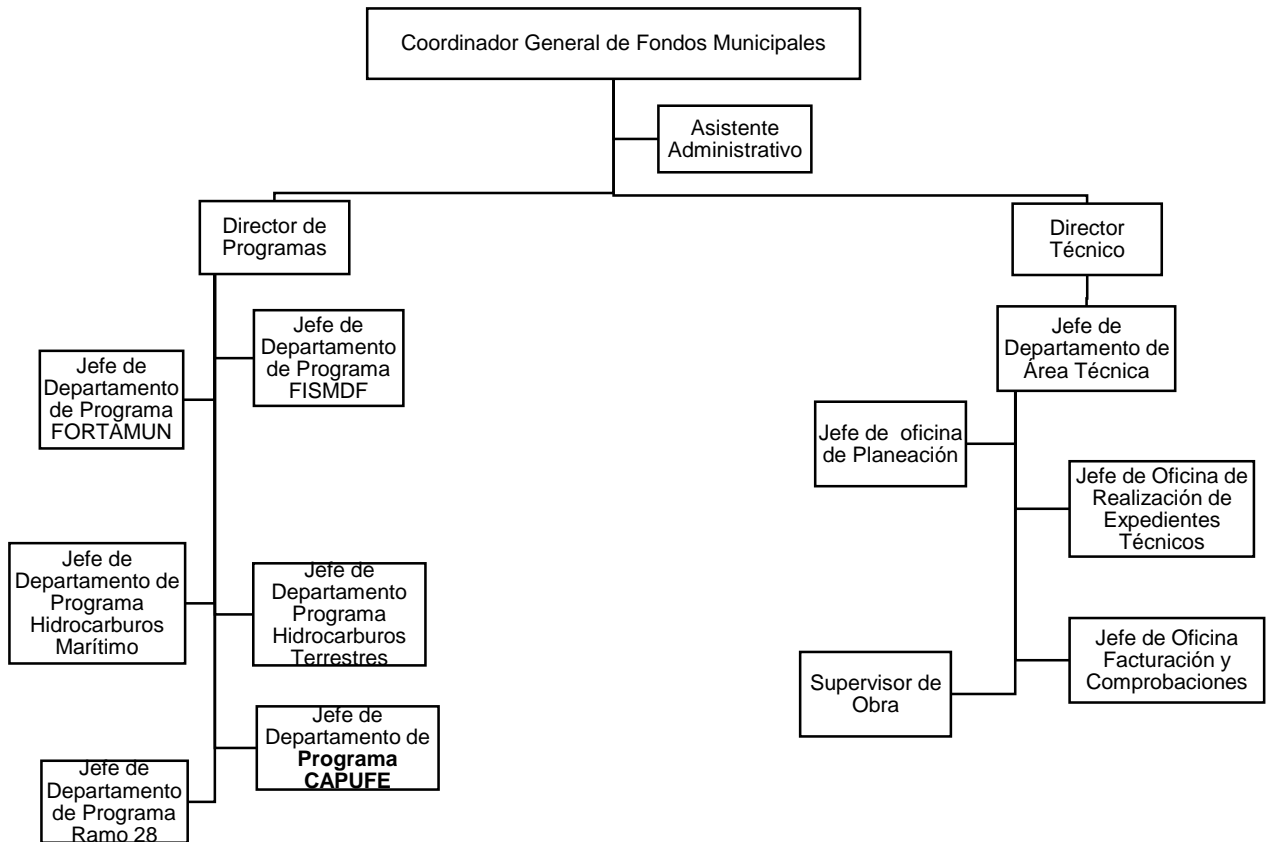 Coordinador General de Fondos Municipales
Asistente
Administrativo
Director de
Programas
Director
Técnico
Jefe de
Departamento
de Programa
FISMDF
Jefe de
Departamento de
Área Técnica
Jefe de
Departamento
de Programa
FORTAMUN
Jefe de  oficina
de Planeación
Jefe de Oficina de
Realización de
Expedientes
Técnicos
Jefe de
Departamento de
Programa
Hidrocarburos
Marítimo
Jefe de
Departamento
Programa
Hidrocarburos
Terrestres
Jefe de Oficina
Facturación y
Comprobaciones
Supervisor de
Obra
Jefe de
Departamento de
Programa
CAPUFE
Jefe de
Departamento
de Programa
Ramo 28